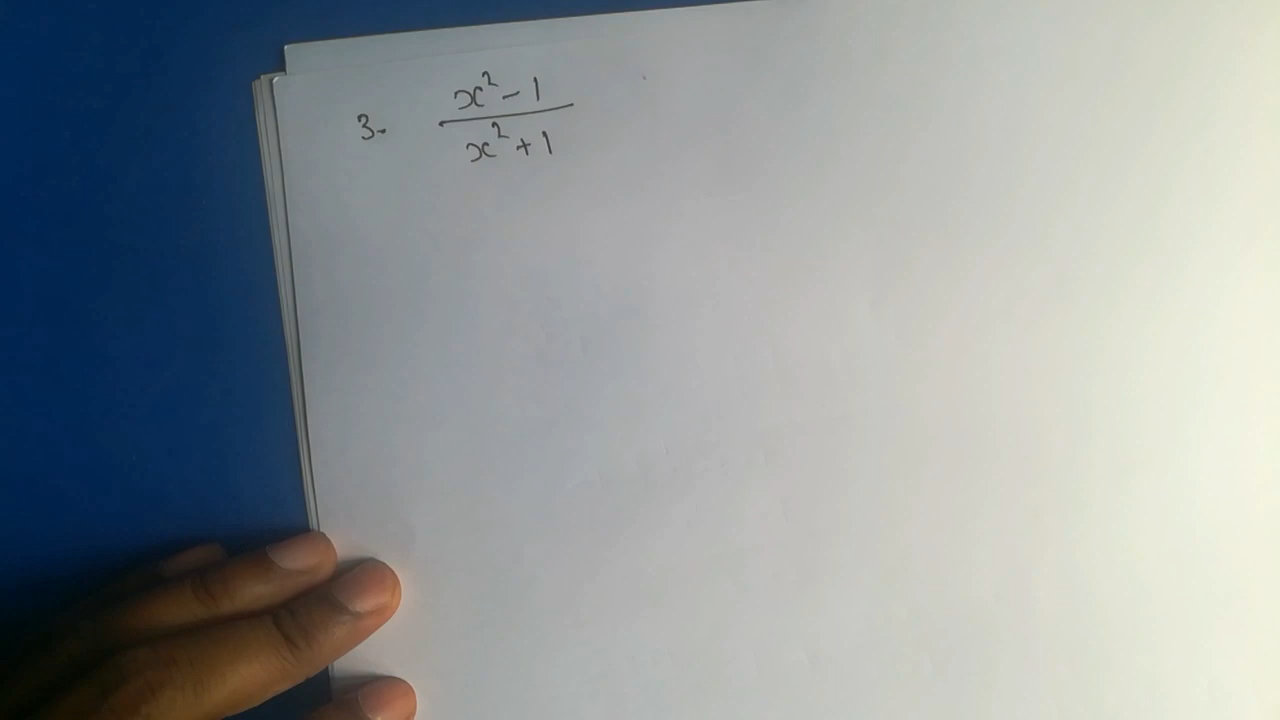 3. x² - 1
x² + 1